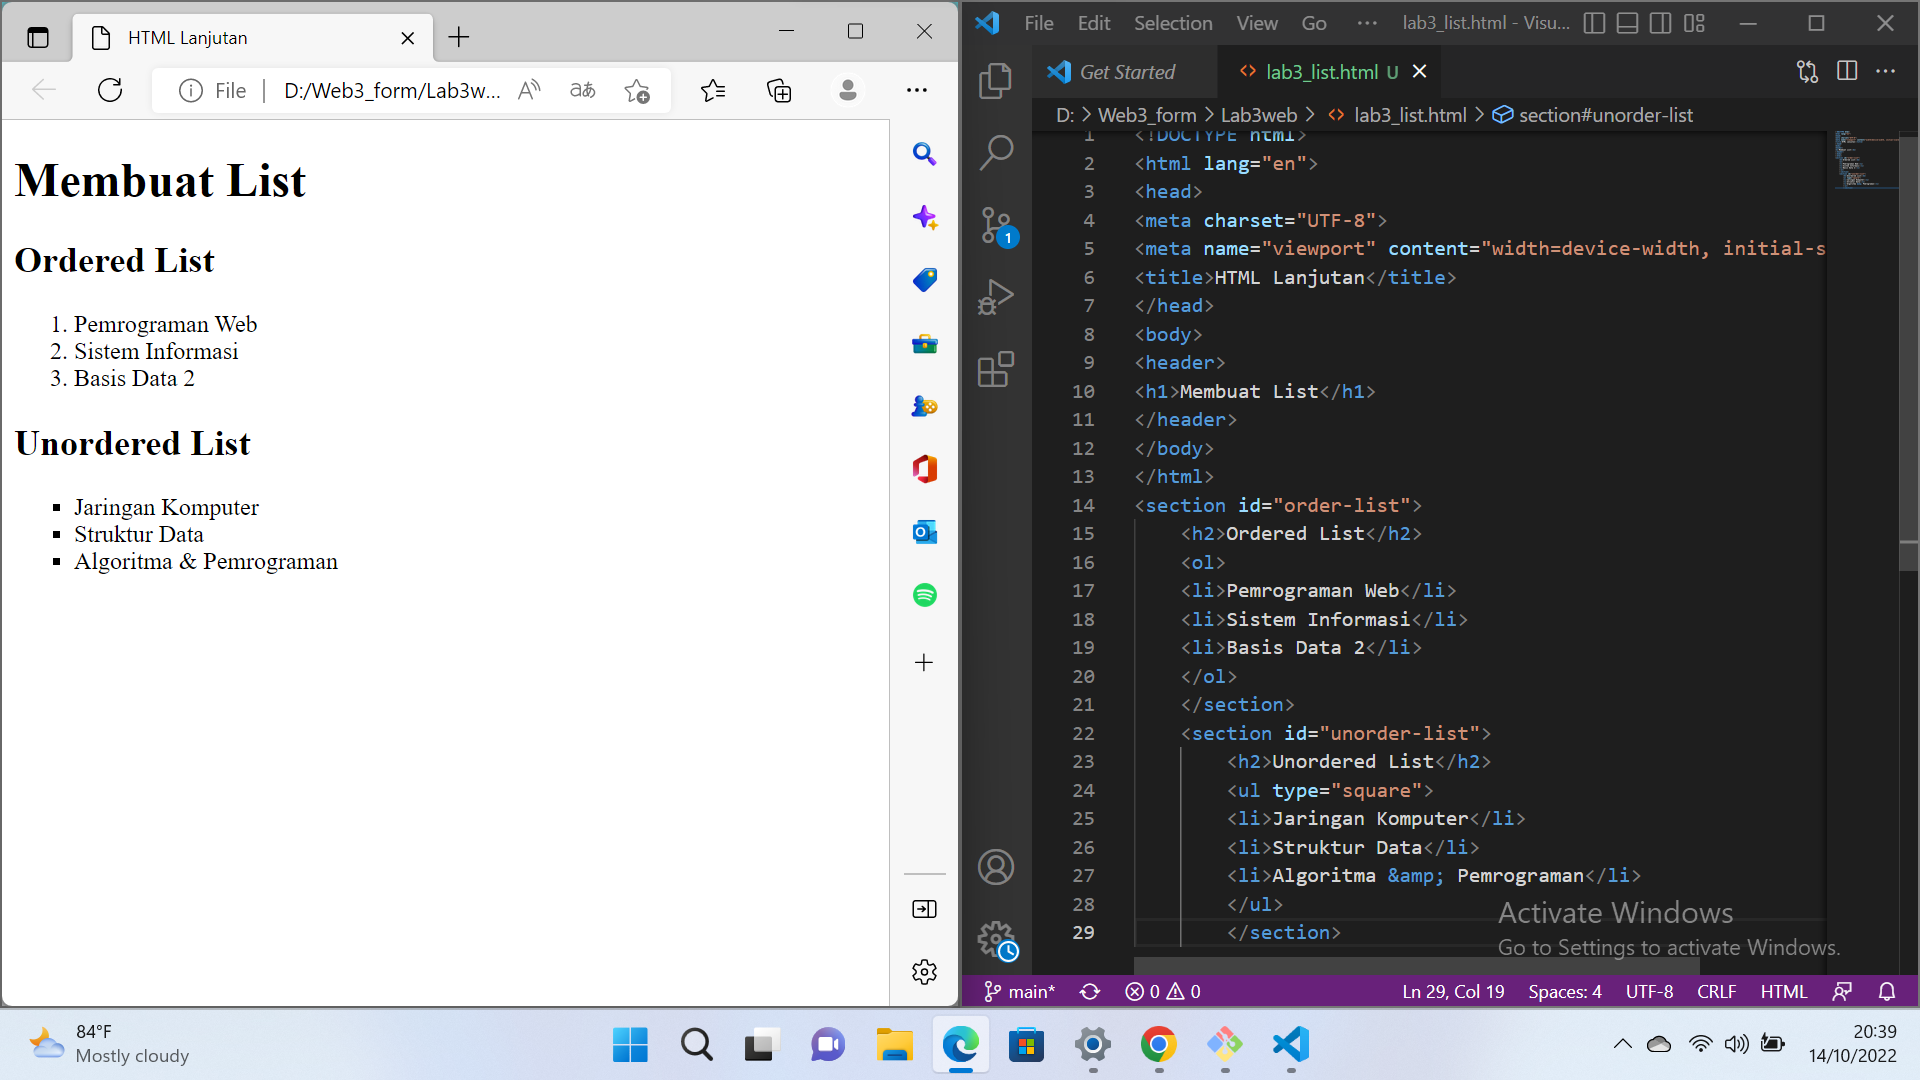 HTML Lanjutan
File
D:/Web3_form/Lab3w...
Membuat List
Ordered List
1. Pemrograman Web
2. Sistem Informasi
3. Basis Data 2
Unordered List
Jaringan Komputer
Struktur Data
Algoritma & Pemrograman
File Edit Selection View Go ··· lab3_list.html - Visu...
Get Started
lab3_list.html U
D: > Web3_form > Lab3web > lab3_list.html > section#unorder-list
1 <!DOCTYPE html>
2 <html lang="en">
3 <head>
4 <meta charset="UTF-8">
5 <meta name="viewport" content="width=device-width, initial-s
6 <title>HTML Lanjutan</title>
7 </head>
8 <body>
9 <header>
10 <h1>Membuat List</h1>
11 </header>
12 </body>
13 </html>
14 <section id="order-list">
15 <h2>Ordered List</h2>
16 <ol>
17 <li>Pemrograman Web</li>
18 <li>Sistem Informasi</li>
19 <li>Basis Data 2</li>
20 </ol>
21 </section>
22 <section id="unorder-list">
23 <h2>Unordered List</h2>
24 <ul type="square">
25 <li>Jaringan Komputer</li>
26 <li>Struktur Data</li>
27 <li>Algoritma &amp; Pemrograman</li>
28 </ul>
29 </section>
1
Activate Windows
Go to Settings to activate Windows.
main* 0 0 Ln 29, Col 19 Spaces: 4 UTF-8 CRLF HTML
84°F
Mostly cloudy
20:39
14/10/2022